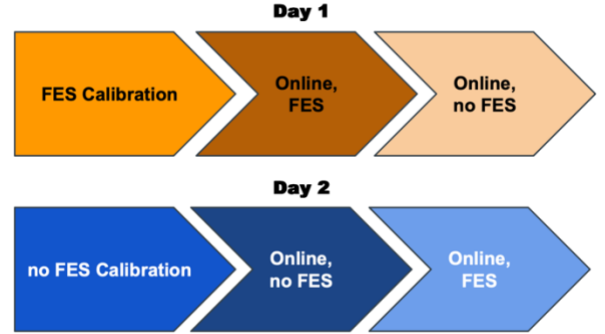 Day 1
FES Calibration
Online,
FES
Online,
no FES
Day 2
no FES Calibration
Online,
no FES
Online,
FES